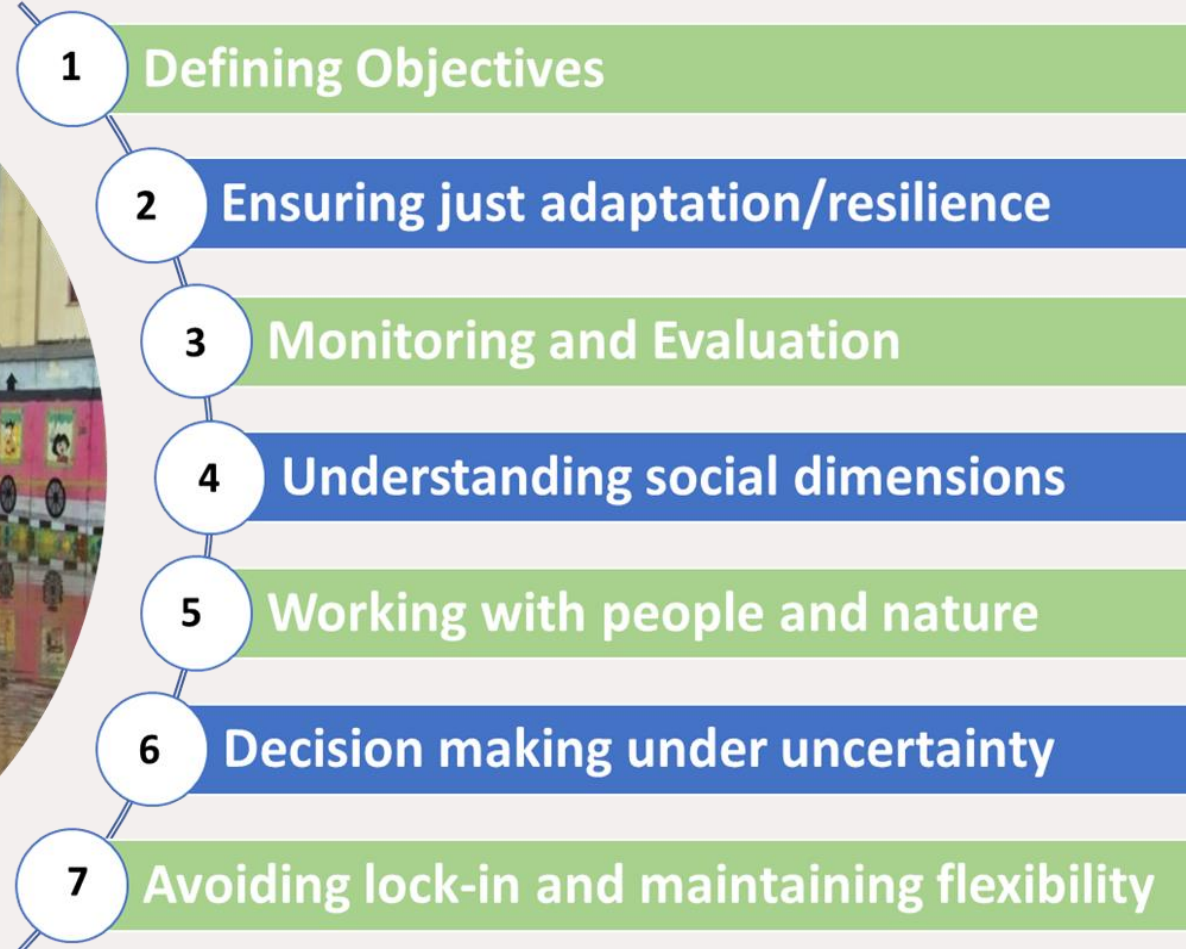 1 Defining Objectives
2 Ensuring just adaptation/resilience
3 Monitoring and Evaluation
4 Understanding social dimensions
5 Working with people and nature
6 Decision making under uncertainty
7 Avoiding lock-in and maintaining flexibility